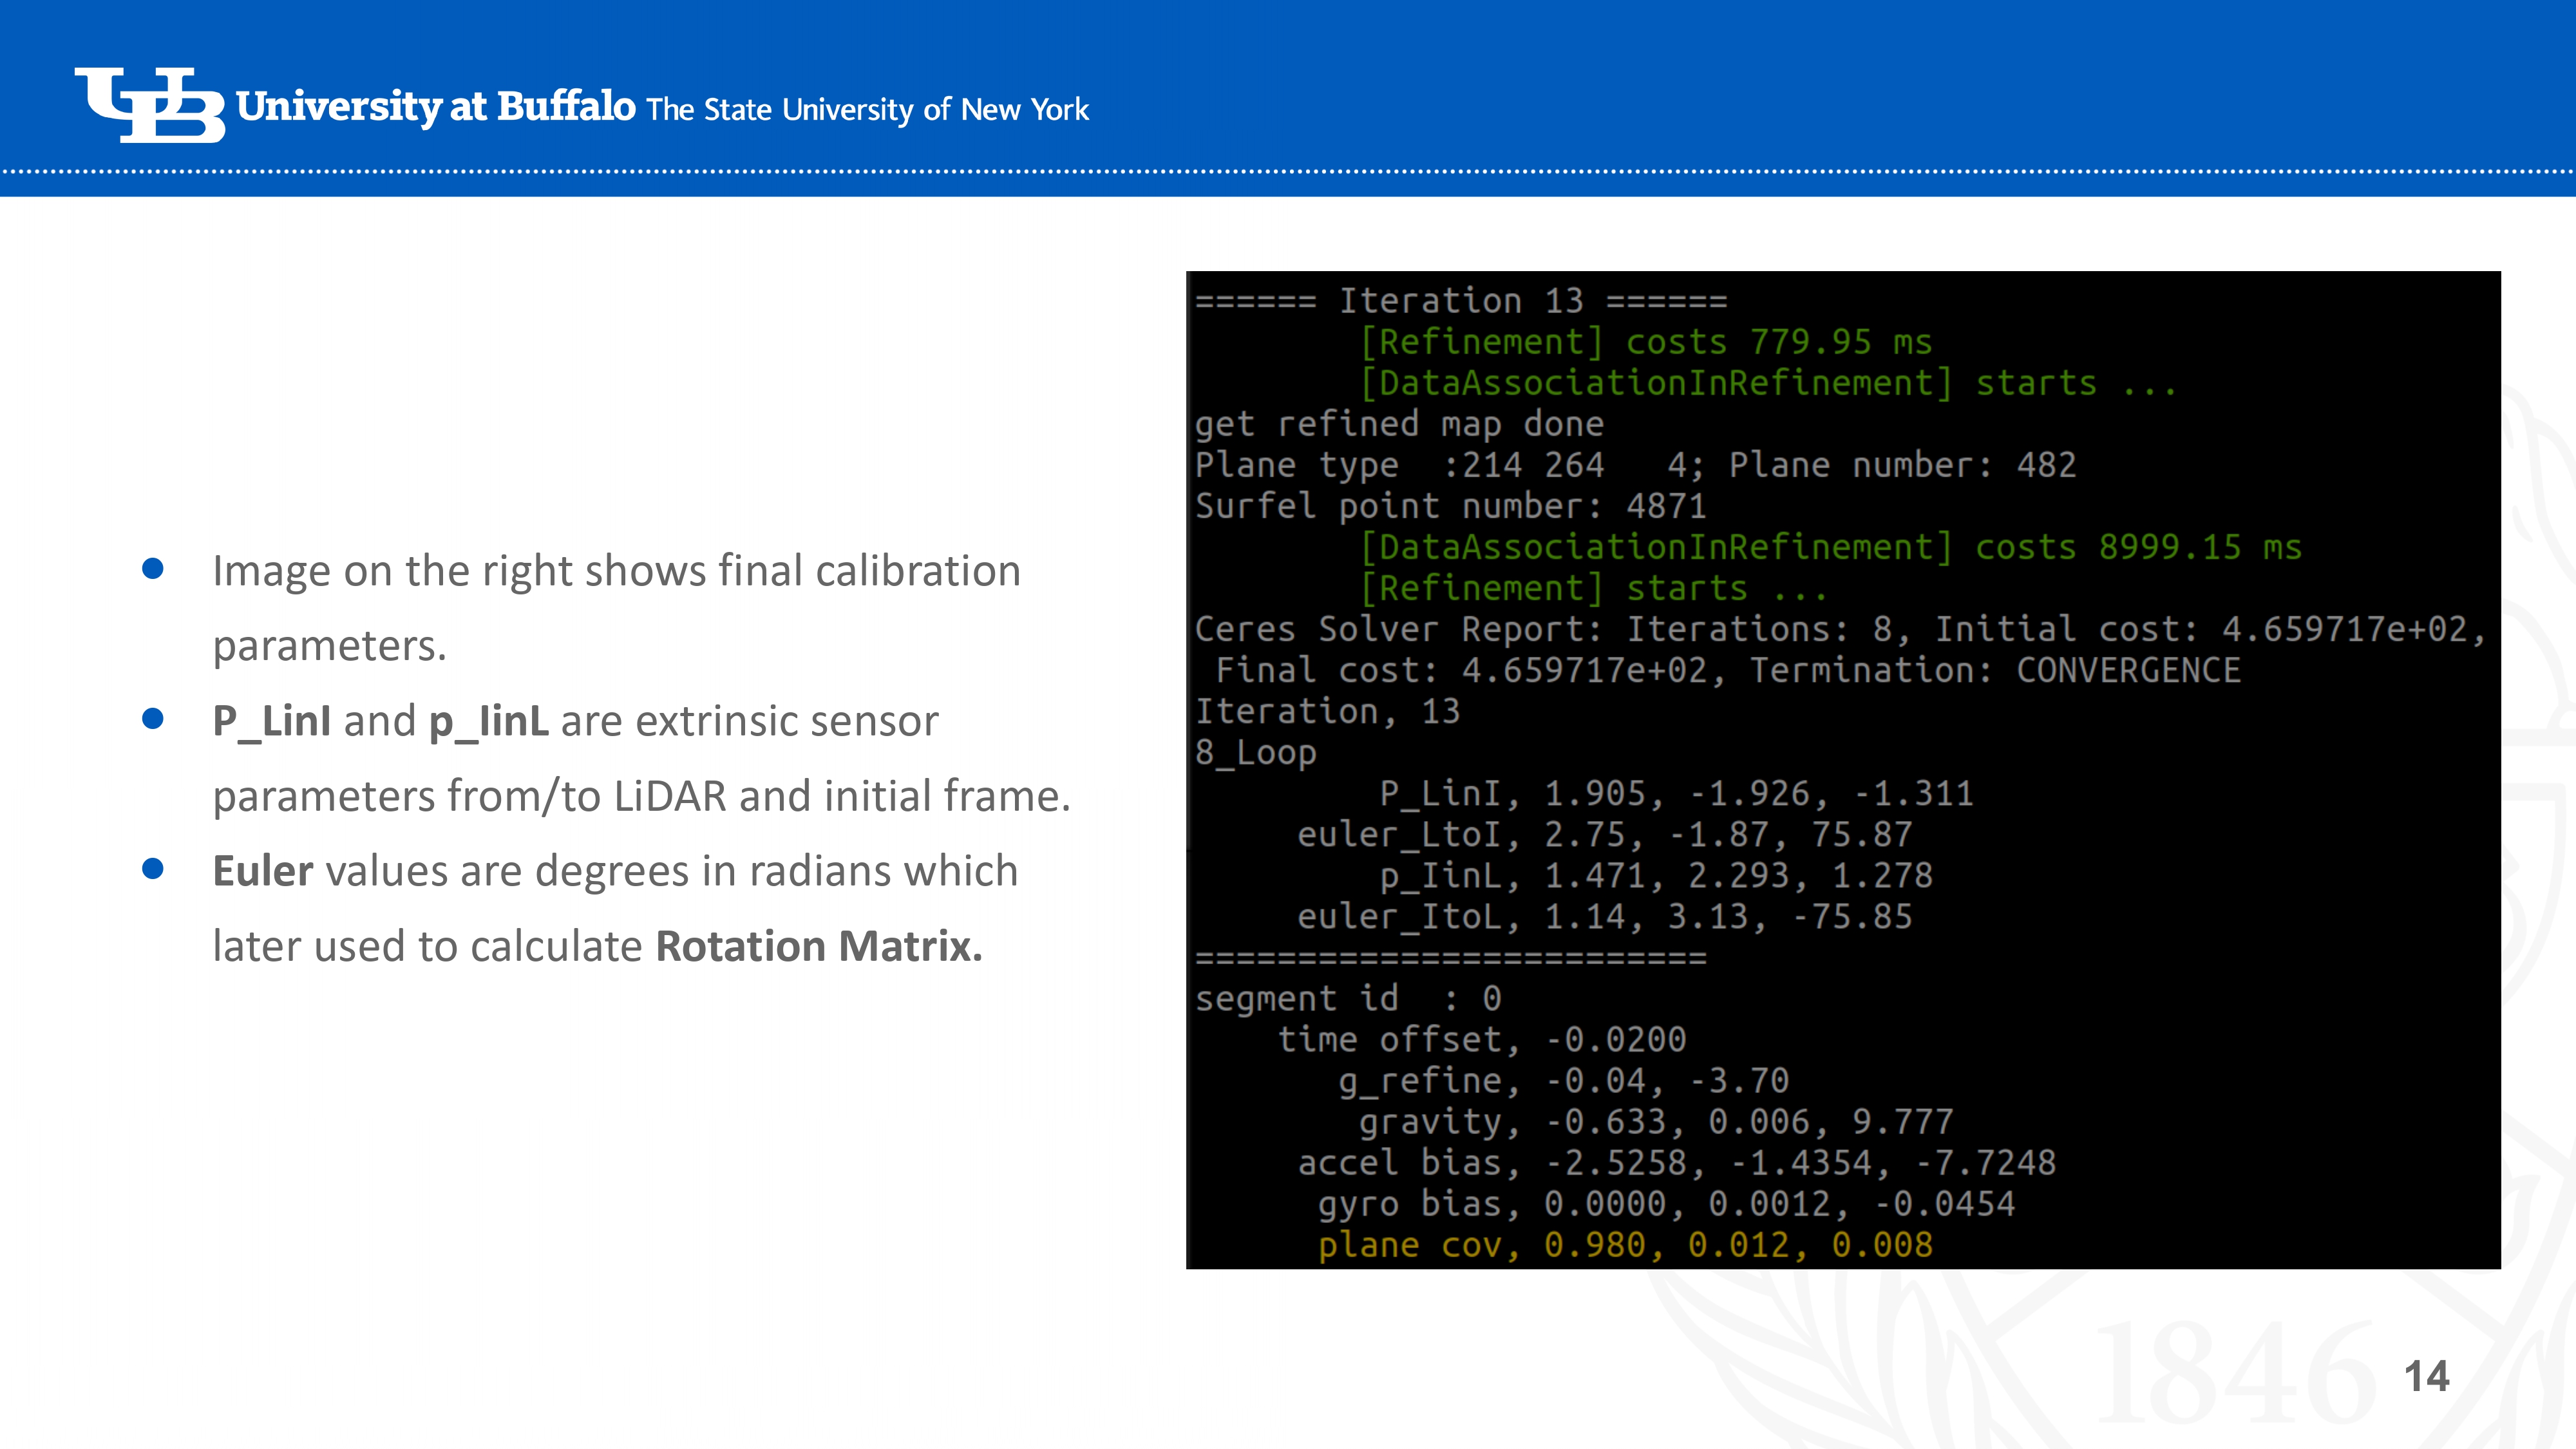 UB University at Buffalo The State University of New York
● Image on the right shows final calibration
parameters.
● P_LinI and p_IinL are extrinsic sensor
parameters from/to LiDAR and initial frame.
● Euler values are degrees in radians which
later used to calculate Rotation Matrix.
====== Iteration 13 ======
[Refinement] costs 779.95 ms
[DataAssociationInRefinement] starts ...
get refined map done
Plane type  :214 264   4; Plane number: 482
Surfel point number: 4871
[DataAssociationInRefinement] costs 8999.15 ms
[Refinement] starts ...
Ceres Solver Report: Iterations: 8, Initial cost: 4.659717e+02,
Final cost: 4.659717e+02, Termination: CONVERGENCE
Iteration, 13
8_Loop
P_LinI, 1.905, -1.926, -1.311
euler_LtoI, 2.75, -1.87, 75.87
p_IinL, 1.471, 2.293, 1.278
euler_ItoL, 1.14, 3.13, -75.85
=========================
segment id  : 0
time offset, -0.0200
g_refine, -0.04, -3.70
gravity, -0.633, 0.006, 9.777
accel bias, -2.5258, -1.4354, -7.7248
gyro bias, 0.0000, 0.0012, -0.0454
plane cov, 0.980, 0.012, 0.008
1846
14